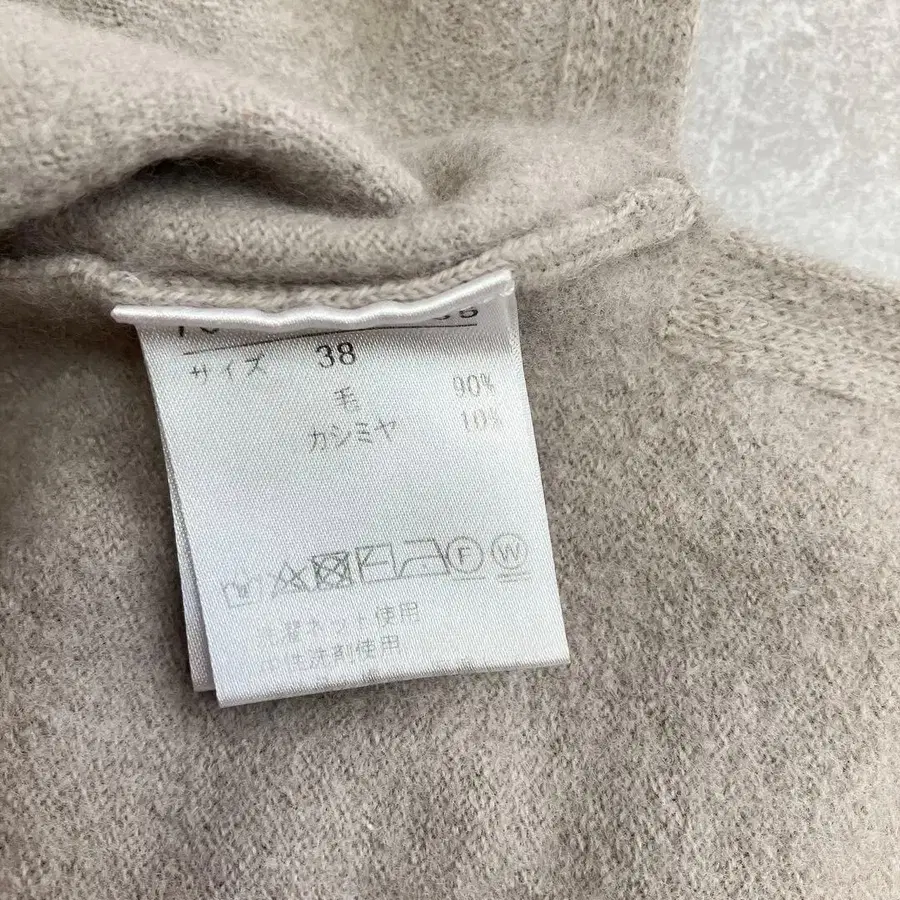 サイズ 38
毛 90%
カシミヤ 10%
F W
洗濯ネット使用
中性洗剤使用